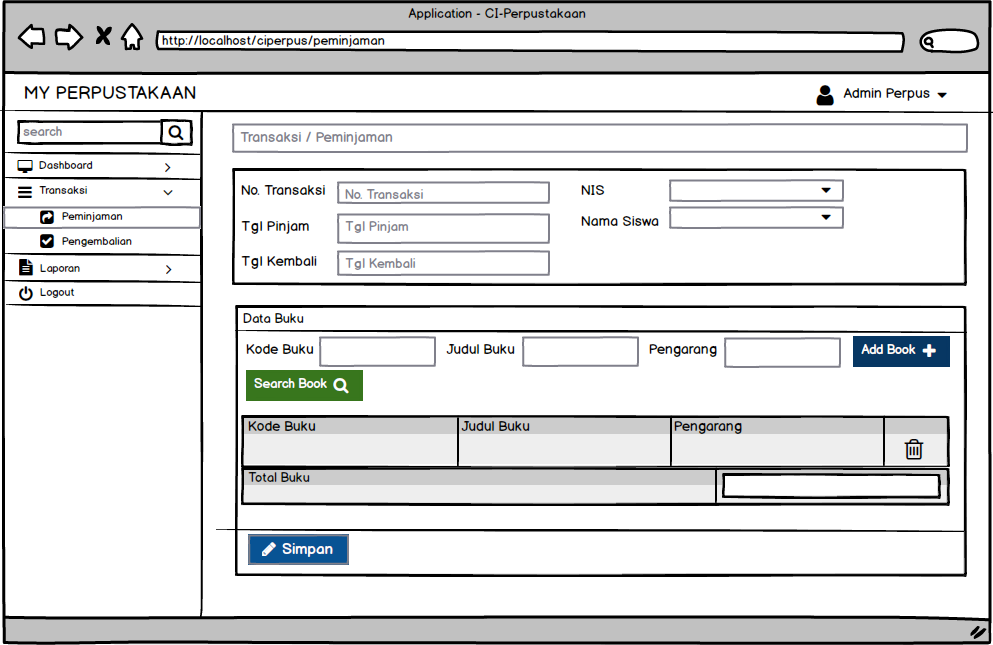 Application - CI-Perpustakaan
http://localhost/ciperpus/peminjaman
MY PERPUSTAKAAN
Admin Perpus
search
Dashboard
Transaksi
Peminjaman
Pengembalian
Laporan
Logout
Transaksi / Peminjaman
No. Transaksi No. Transaksi NIS
Tgl Pinjam Tgl Pinjam Nama Siswa
Tgl Kembali Tgl Kembali
Data Buku
Kode Buku Judul Buku Pengarang Add Book
Search Book
Kode Buku Judul Buku Pengarang
Total Buku
Simpan